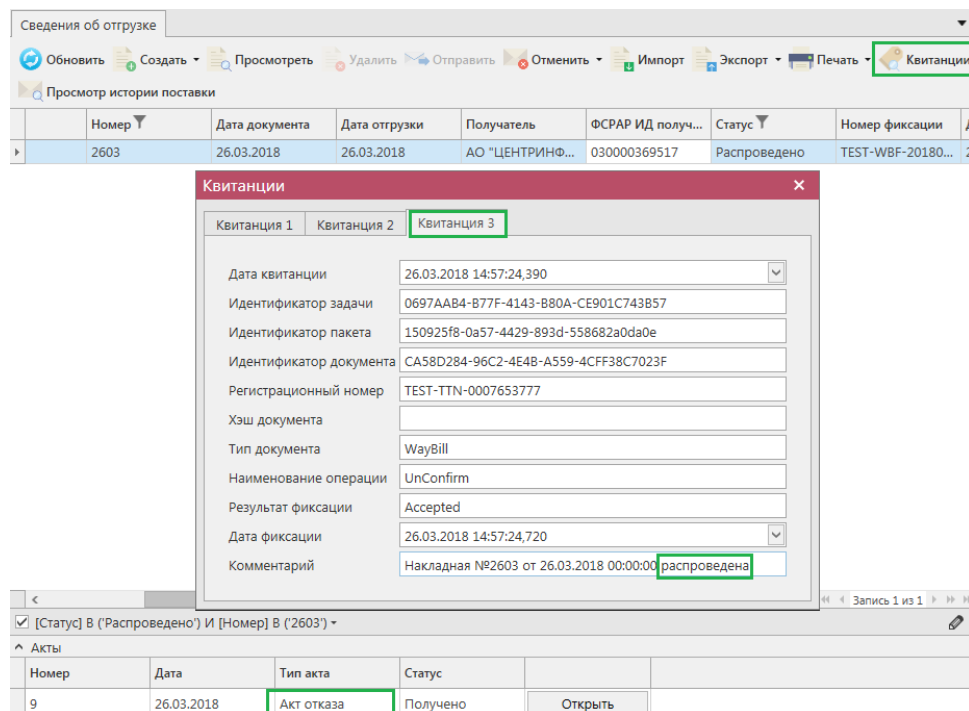 Сведения об отгрузке
Обновить Создать Просмотреть Удалить Отправить Отменить Импорт Экспорт Печать Квитанции
Просмотр истории поставки
Номер Дата документа Дата отгрузки Получатель ФСРАР ИД получ... Статус Номер фиксации
2603 26.03.2018 26.03.2018 АО "ЦЕНТРИНФ... 030000369517 Распроведено TEST-WBF-20180...
Квитанции
Квитанция 1 Квитанция 2 Квитанция 3
Дата квитанции 26.03.2018 14:57:24,390
Идентификатор задачи 0697AAB4-B77F-4143-B80A-CE901C743B57
Идентификатор пакета 150925f8-0a57-4429-893d-558682a0da0e
Идентификатор документа CA58D284-96C2-4E4B-A559-4CFF38C7023F
Регистрационный номер TEST-TTN-0007653777
Хэш документа
Тип документа WayBill
Наименование операции UnConfirm
Результат фиксации Accepted
Дата фиксации 26.03.2018 14:57:24,720
Комментарий Накладная №2603 от 26.03.2018 00:00:00 распроведена
Запись 1 из 1
[Статус] В ('Распроведено') И [Номер] В ('2603')
Акты
Номер Дата Тип акта Статус
9 26.03.2018 Акт отказа Получено Открыть